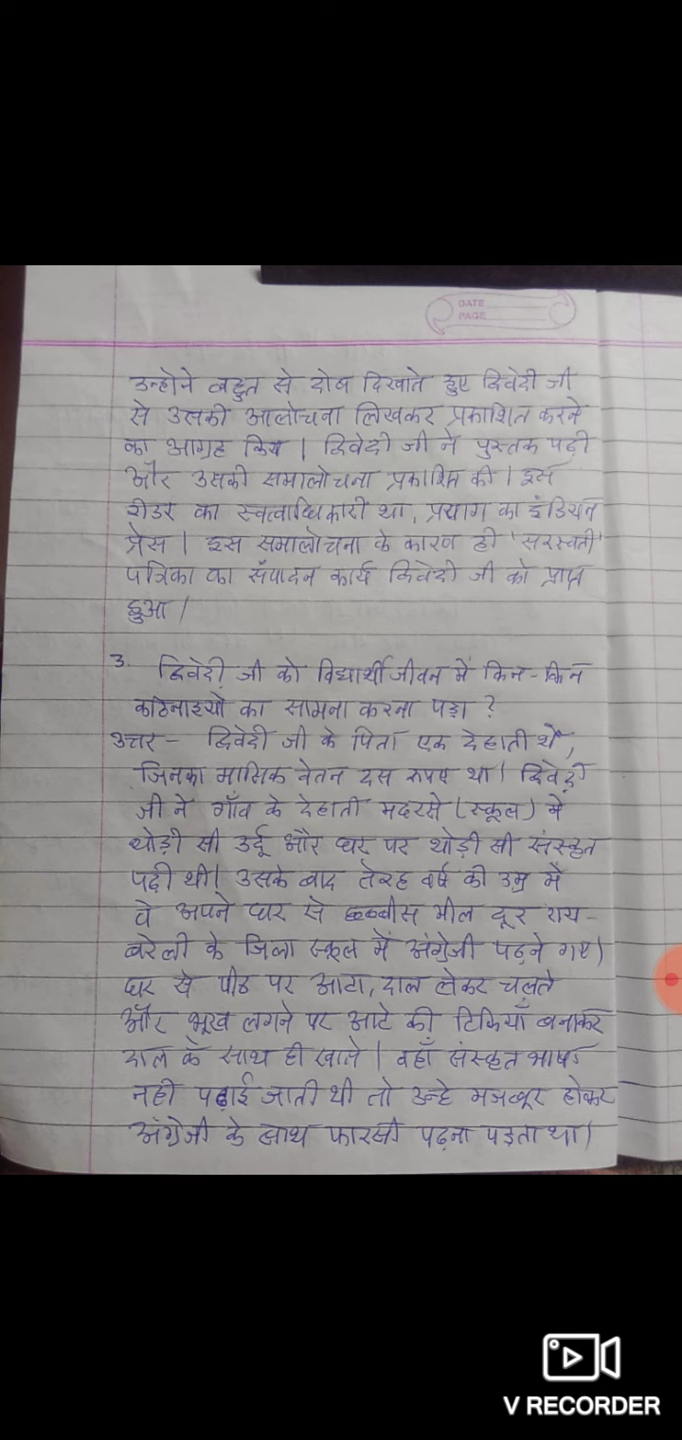 DATE
PAGE
उन्होने बहुत से दोष दिखाते हुए द्विवेदी जी
से उसकी आलोचना लिखकर प्रकाशित करने
का आग्रह किय । द्विवेदी जी ने पुस्तक पढ़ी
और उसकी समालोचना प्रकाशित की । इस
रीडर का स्वत्वाधिकारी था, प्रयाग का इंडियन
प्रेस । इस समालोचना के कारण ही 'सरस्वती'
पत्रिका का संपादन कार्य द्विवेदी जी को प्राप्त
हुआ ।
3. द्विवेदी जी को विद्यार्थी जीवन में किन-किन
कठिनाइयों का सामना करना पड़ा ?
उत्तर - द्विवेदी जी के पिता एक देहाती थे,
जिनका मासिक वेतन दस रुपए था। द्विवेदी
जी ने गाँव के देहाती मदरसे (स्कूल) में
थोड़ी सी उर्दू और घर पर थोड़ी सी संस्कृत
पढ़ी थी। उसके बाद तेरह वर्ष की उम्र में
वे अपने घर से छब्बीस मील दूर राय-
बरेली के जिला स्कूल में अंग्रेजी पढ़ने गए।
घर से पीठ पर आटा, दाल लेकर चलते
और भूख लगने पर आटे की टिकियाँ बनाकर
दाल के साथ ही खाते । वहाँ संस्कृत भाषा
नही पढ़ाई जाती थी तो उन्हे मजबूर होकर
अंग्रेजी के साथ फारसी पढ़ना पड़ता था।
V RECORDER